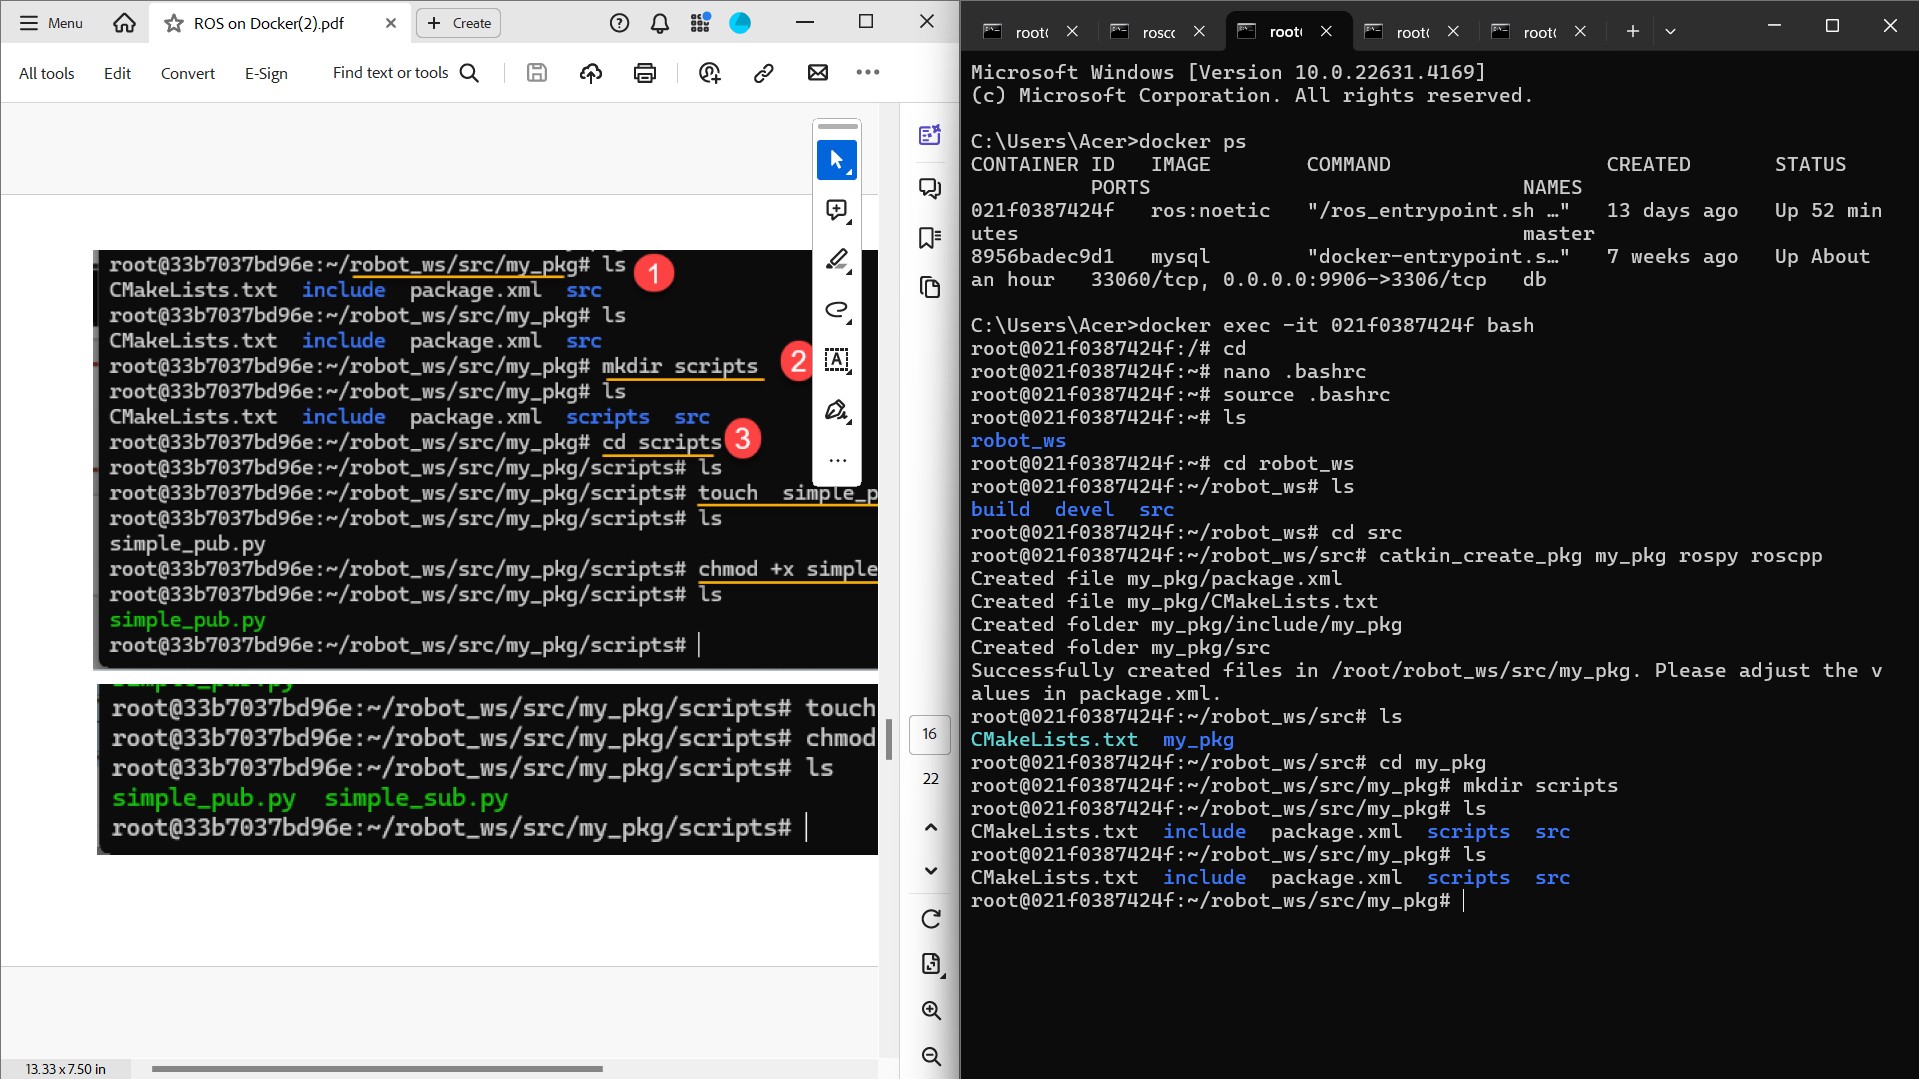 Menu
ROS on Docker(2).pdf
Create
All tools
Edit
Convert
E-Sign
Find text or tools
root@33b7037bd96e:~/robot_ws/src/my_pkg# ls
1
CMakeLists.txt include package.xml src
root@33b7037bd96e:~/robot_ws/src/my_pkg# ls
CMakeLists.txt include package.xml src
root@33b7037bd96e:~/robot_ws/src/my_pkg# mkdir scripts
2
root@33b7037bd96e:~/robot_ws/src/my_pkg# ls
CMakeLists.txt include package.xml scripts src
root@33b7037bd96e:~/robot_ws/src/my_pkg# cd scripts
3
root@33b7037bd96e:~/robot_ws/src/my_pkg/scripts# ls
root@33b7037bd96e:~/robot_ws/src/my_pkg/scripts# touch simple_p
root@33b7037bd96e:~/robot_ws/src/my_pkg/scripts# ls
simple_pub.py
root@33b7037bd96e:~/robot_ws/src/my_pkg/scripts# chmod +x simple
root@33b7037bd96e:~/robot_ws/src/my_pkg/scripts# ls
simple_pub.py
root@33b7037bd96e:~/robot_ws/src/my_pkg/scripts#
simple_pub.py
root@33b7037bd96e:~/robot_ws/src/my_pkg/scripts# touch
root@33b7037bd96e:~/robot_ws/src/my_pkg/scripts# chmod
root@33b7037bd96e:~/robot_ws/src/my_pkg/scripts# ls
simple_pub.py simple_sub.py
root@33b7037bd96e:~/robot_ws/src/my_pkg/scripts#
A
16
22
13.33 x 7.50 in
root( rosco root( root( root(
Microsoft Windows [Version 10.0.22631.4169]
(c) Microsoft Corporation. All rights reserved.
C:\Users\Acer>docker ps
CONTAINER ID IMAGE COMMAND CREATED STATUS
PORTS NAMES
021f0387424f ros:noetic "/ros_entrypoint.sh …" 13 days ago Up 52 min
utes master
8956badec9d1 mysql "docker-entrypoint.s…" 7 weeks ago Up About
an hour 33060/tcp, 0.0.0.0:9906->3306/tcp db
C:\Users\Acer>docker exec -it 021f0387424f bash
root@021f0387424f:/# cd
root@021f0387424f:~# nano .bashrc
root@021f0387424f:~# source .bashrc
root@021f0387424f:~# ls
robot_ws
root@021f0387424f:~# cd robot_ws
root@021f0387424f:~/robot_ws# ls
build devel src
root@021f0387424f:~/robot_ws# cd src
root@021f0387424f:~/robot_ws/src# catkin_create_pkg my_pkg rospy roscpp
Created file my_pkg/package.xml
Created file my_pkg/CMakeLists.txt
Created folder my_pkg/include/my_pkg
Created folder my_pkg/src
Successfully created files in /root/robot_ws/src/my_pkg. Please adjust the v
alues in package.xml.
root@021f0387424f:~/robot_ws/src# ls
CMakeLists.txt my_pkg
root@021f0387424f:~/robot_ws/src# cd my_pkg
root@021f0387424f:~/robot_ws/src/my_pkg# mkdir scripts
root@021f0387424f:~/robot_ws/src/my_pkg# ls
CMakeLists.txt include package.xml scripts src
root@021f0387424f:~/robot_ws/src/my_pkg# ls
CMakeLists.txt include package.xml scripts src
root@021f0387424f:~/robot_ws/src/my_pkg#